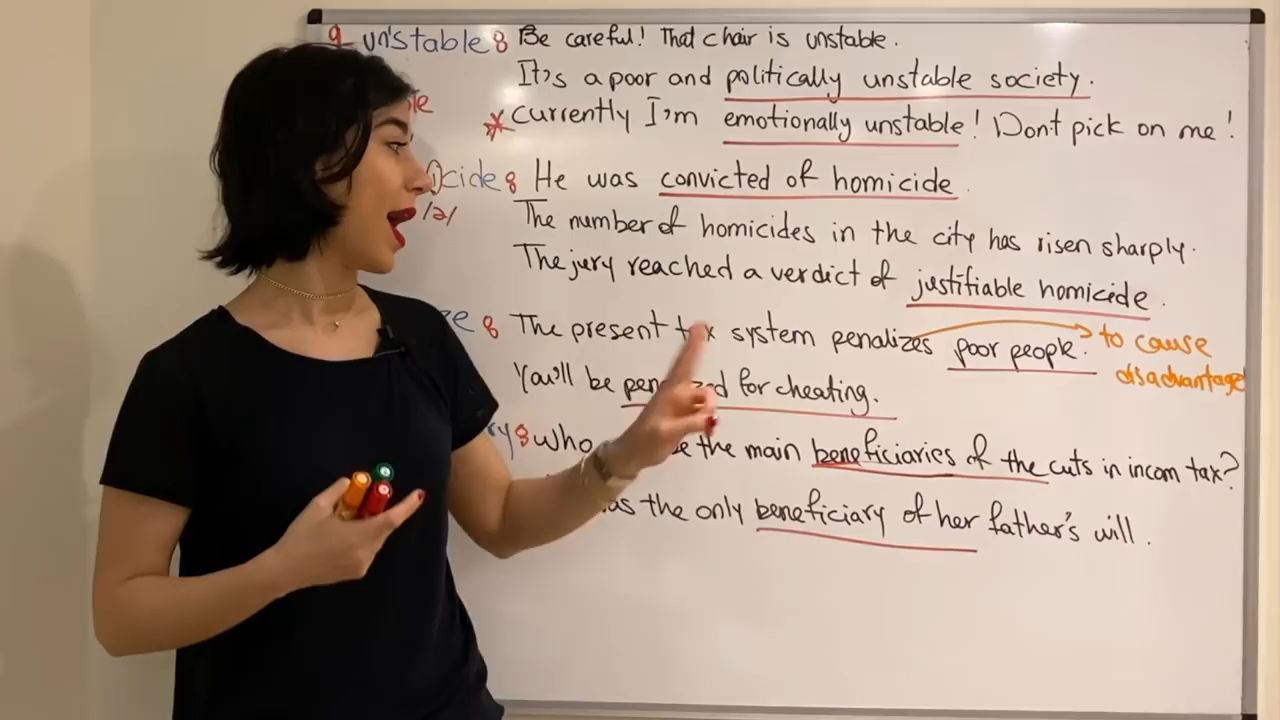 9 unstable: Be careful! That chair is unstable.
It's a poor and politically unstable society.
* Currently I'm emotionally unstable! Dont pick on me!
cide: He was convicted of homicide.
/ə/
The number of homicides in the city has risen sharply.
The jury reached a verdict of justifiable homicide.
ze: The present tax system penalizes poor people. → to cause disadvantage
You'll be penalized for cheating.
ry: who are the main beneficiaries of the cuts in incom tax?
as the only beneficiary of her father's will.